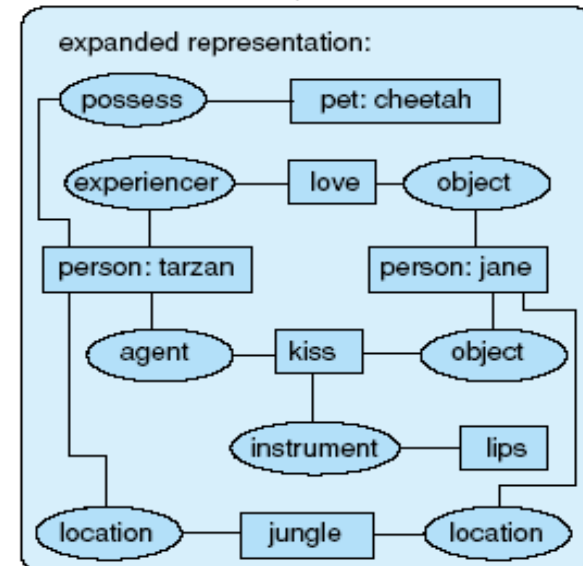 expanded representation:
possess pet: cheetah
experiencer love object
person: tarzan person: jane
agent kiss object
instrument lips
location jungle location